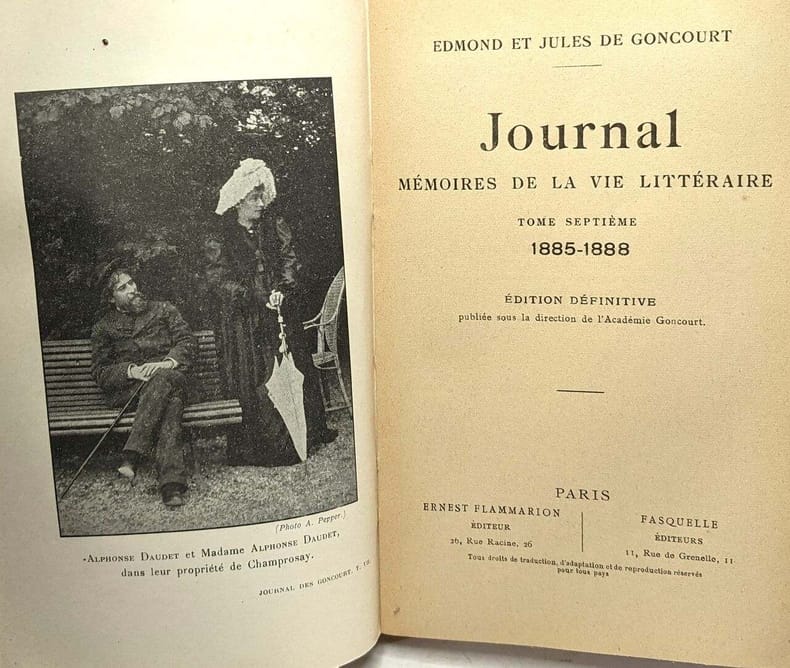 (Photo A. Pepper.)
ALPHONSE DAUDET et Madame ALPHONSE DAUDET,
dans leur propriété de Champrosay.
JOURNAL DES GONCOURT. T.
EDMOND ET JULES DE GONCOURT
Journal
MÉMOIRES DE LA VIE LITTÉRAIRE
TOME SEPTIÈME
1885-1888
ÉDITION DÉFINITIVE
publiée sous la direction de l'Académie Goncourt.
PARIS
ERNEST FLAMMARION
ÉDITEUR
26, Rue Racine, 26
FASQUELLE
ÉDITEURS
11, Rue de Grenelle, 11
Tous droits de traduction, d'adaptation et de reproduction réservés
pour tous pays